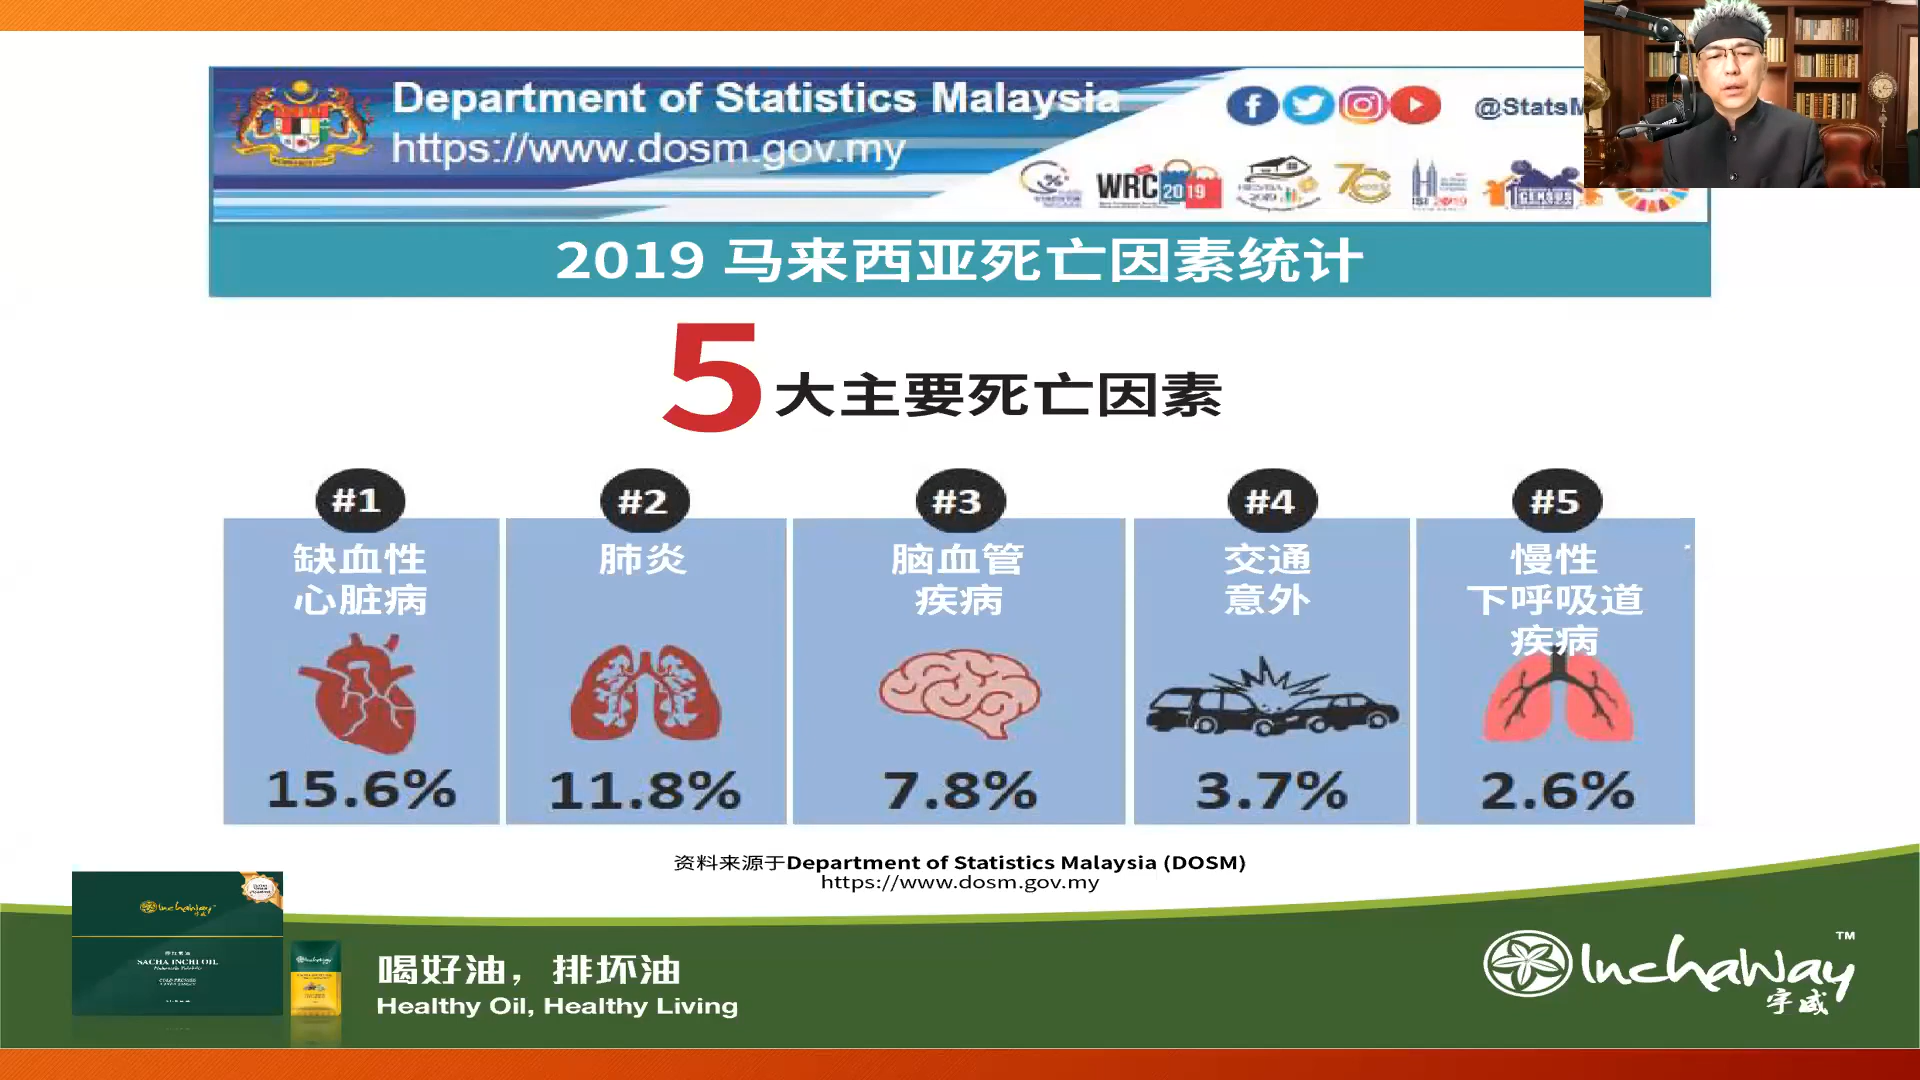 Department of Statistics Malaysia
https://www.dosm.gov.my
@StatsM
WRC 2019
CENSUS
2019 马来西亚死亡因素统计
5大主要死亡因素
#1
缺血性
心脏病
15.6%
#2
肺炎
11.8%
#3
脑血管
疾病
7.8%
#4
交通
意外
3.7%
#5
慢性
下呼吸道
疾病
2.6%
资料来源于Department of Statistics Malaysia (DOSM)
https://www.dosm.gov.my
IncháWay
SACHA INCHI OIL
喝好油，排坏油
Healthy Oil, Healthy Living
InchaWay™
宇威